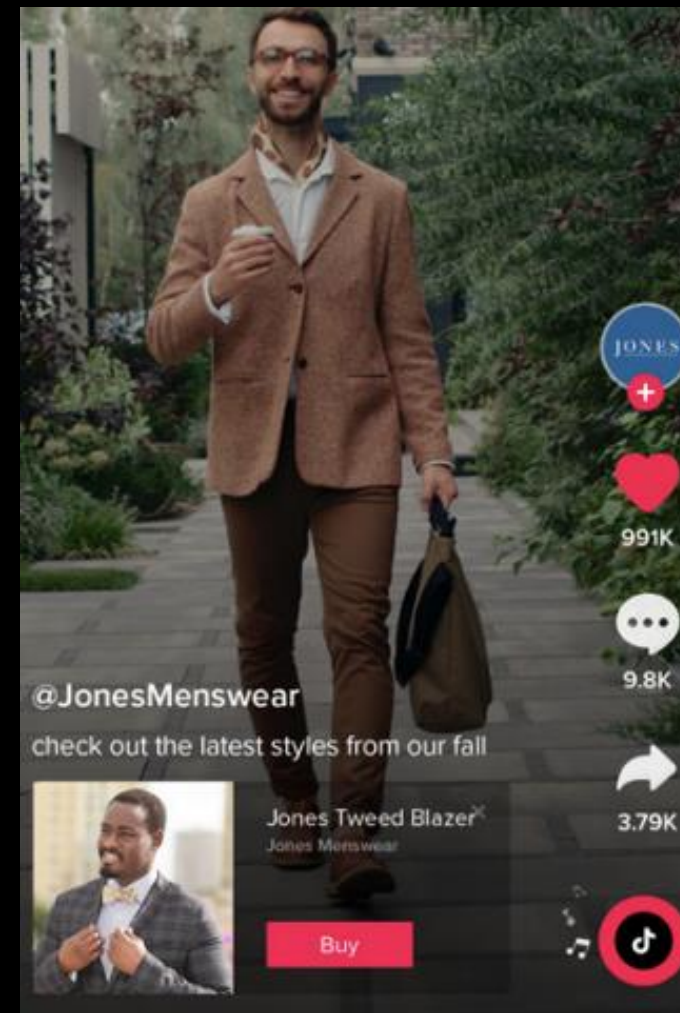 JONES
991K
9.8K
@JonesMenswear
check out the latest styles from our fall
3.79K
Jones Tweed Blazer
Jones Menswear
Buy